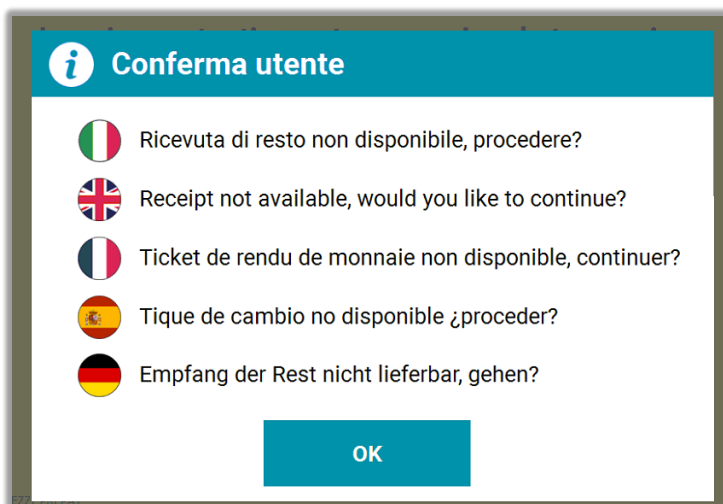 Conferma utente
Ricevuta di resto non disponibile, procedere?
Receipt not available, would you like to continue?
Ticket de rendu de monnaie non disponible, continuer?
Tique de cambio no disponible ¿proceder?
Empfang der Rest nicht lieferbar, gehen?
OK